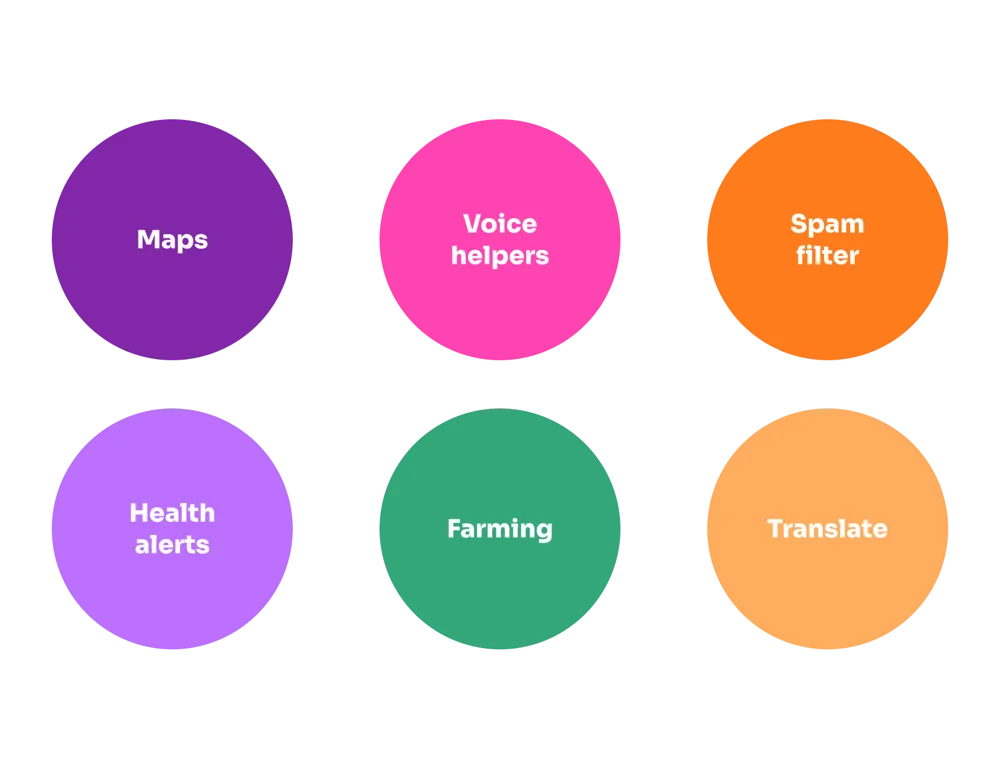 Maps
Voice
helpers
Spam
filter
Health
alerts
Farming
Translate